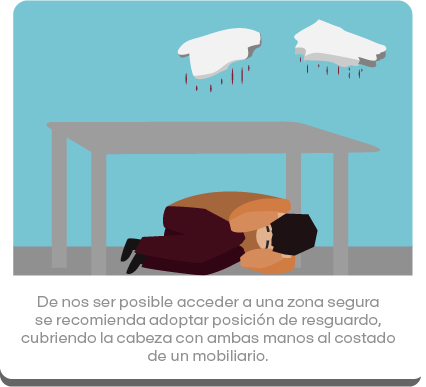 De nos ser posible acceder a una zona segura
se recomienda adoptar posición de resguardo,
cubriendo la cabeza con ambas manos al costado
de un mobiliario.